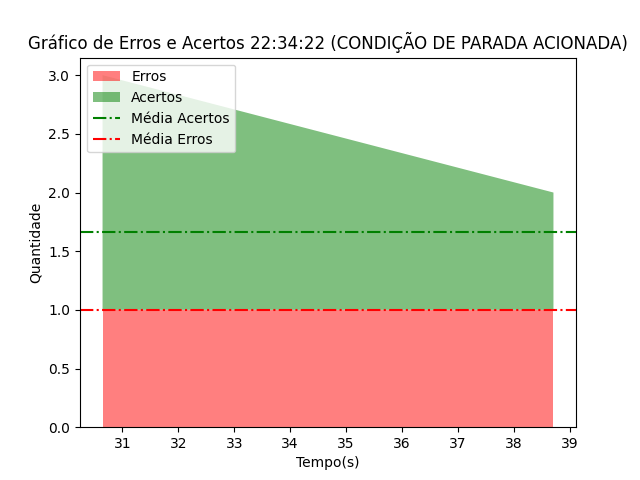 Gráfico de Erros e Acertos 22:34:22 (CONDIÇÃO DE PARADA ACIONADA)
3.0
2.5
2.0
1.5
1.0
0.5
0.0
Quantidade
Erros
Acertos
Média Acertos
Média Erros
31 32 33 34 35 36 37 38 39
Tempo(s)